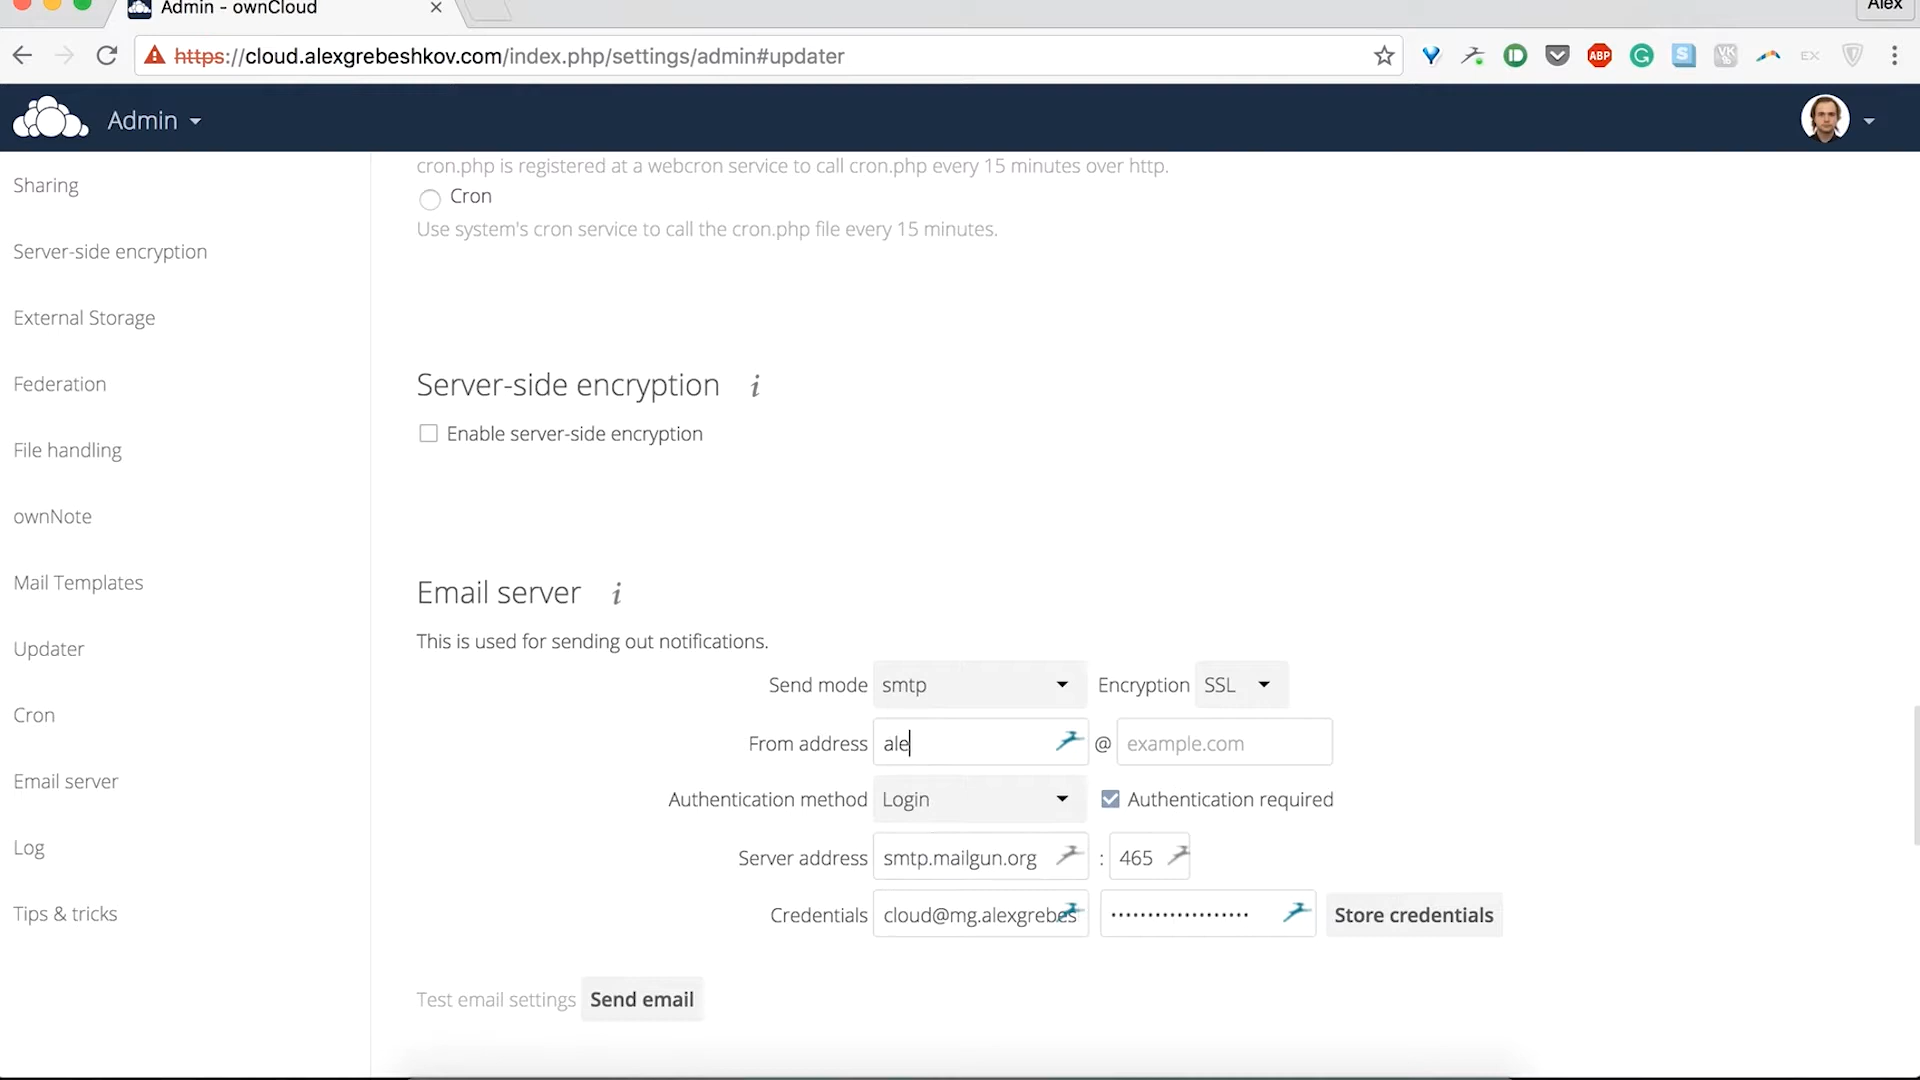 Admin - ownCloud
Alex
https://cloud.alexgrebeshkov.com/index.php/settings/admin#updater
ABP
S
VK
EX
Admin
Sharing
Server-side encryption
External Storage
Federation
File handling
ownNote
Mail Templates
Updater
Cron
Email server
Log
Tips & tricks
cron.php is registered at a webcron service to call cron.php every 15 minutes over http.
Cron
Use system's cron service to call the cron.php file every 15 minutes.
Server-side encryption i
Enable server-side encryption
Email server i
This is used for sending out notifications.
Send mode smtp Encryption SSL
From address ale @ example.com
Authentication method Login Authentication required
Server address smtp.mailgun.org : 465
Credentials cloud@mg.alexgrebes ••••••••••••••••••• Store credentials
Test email settings Send email